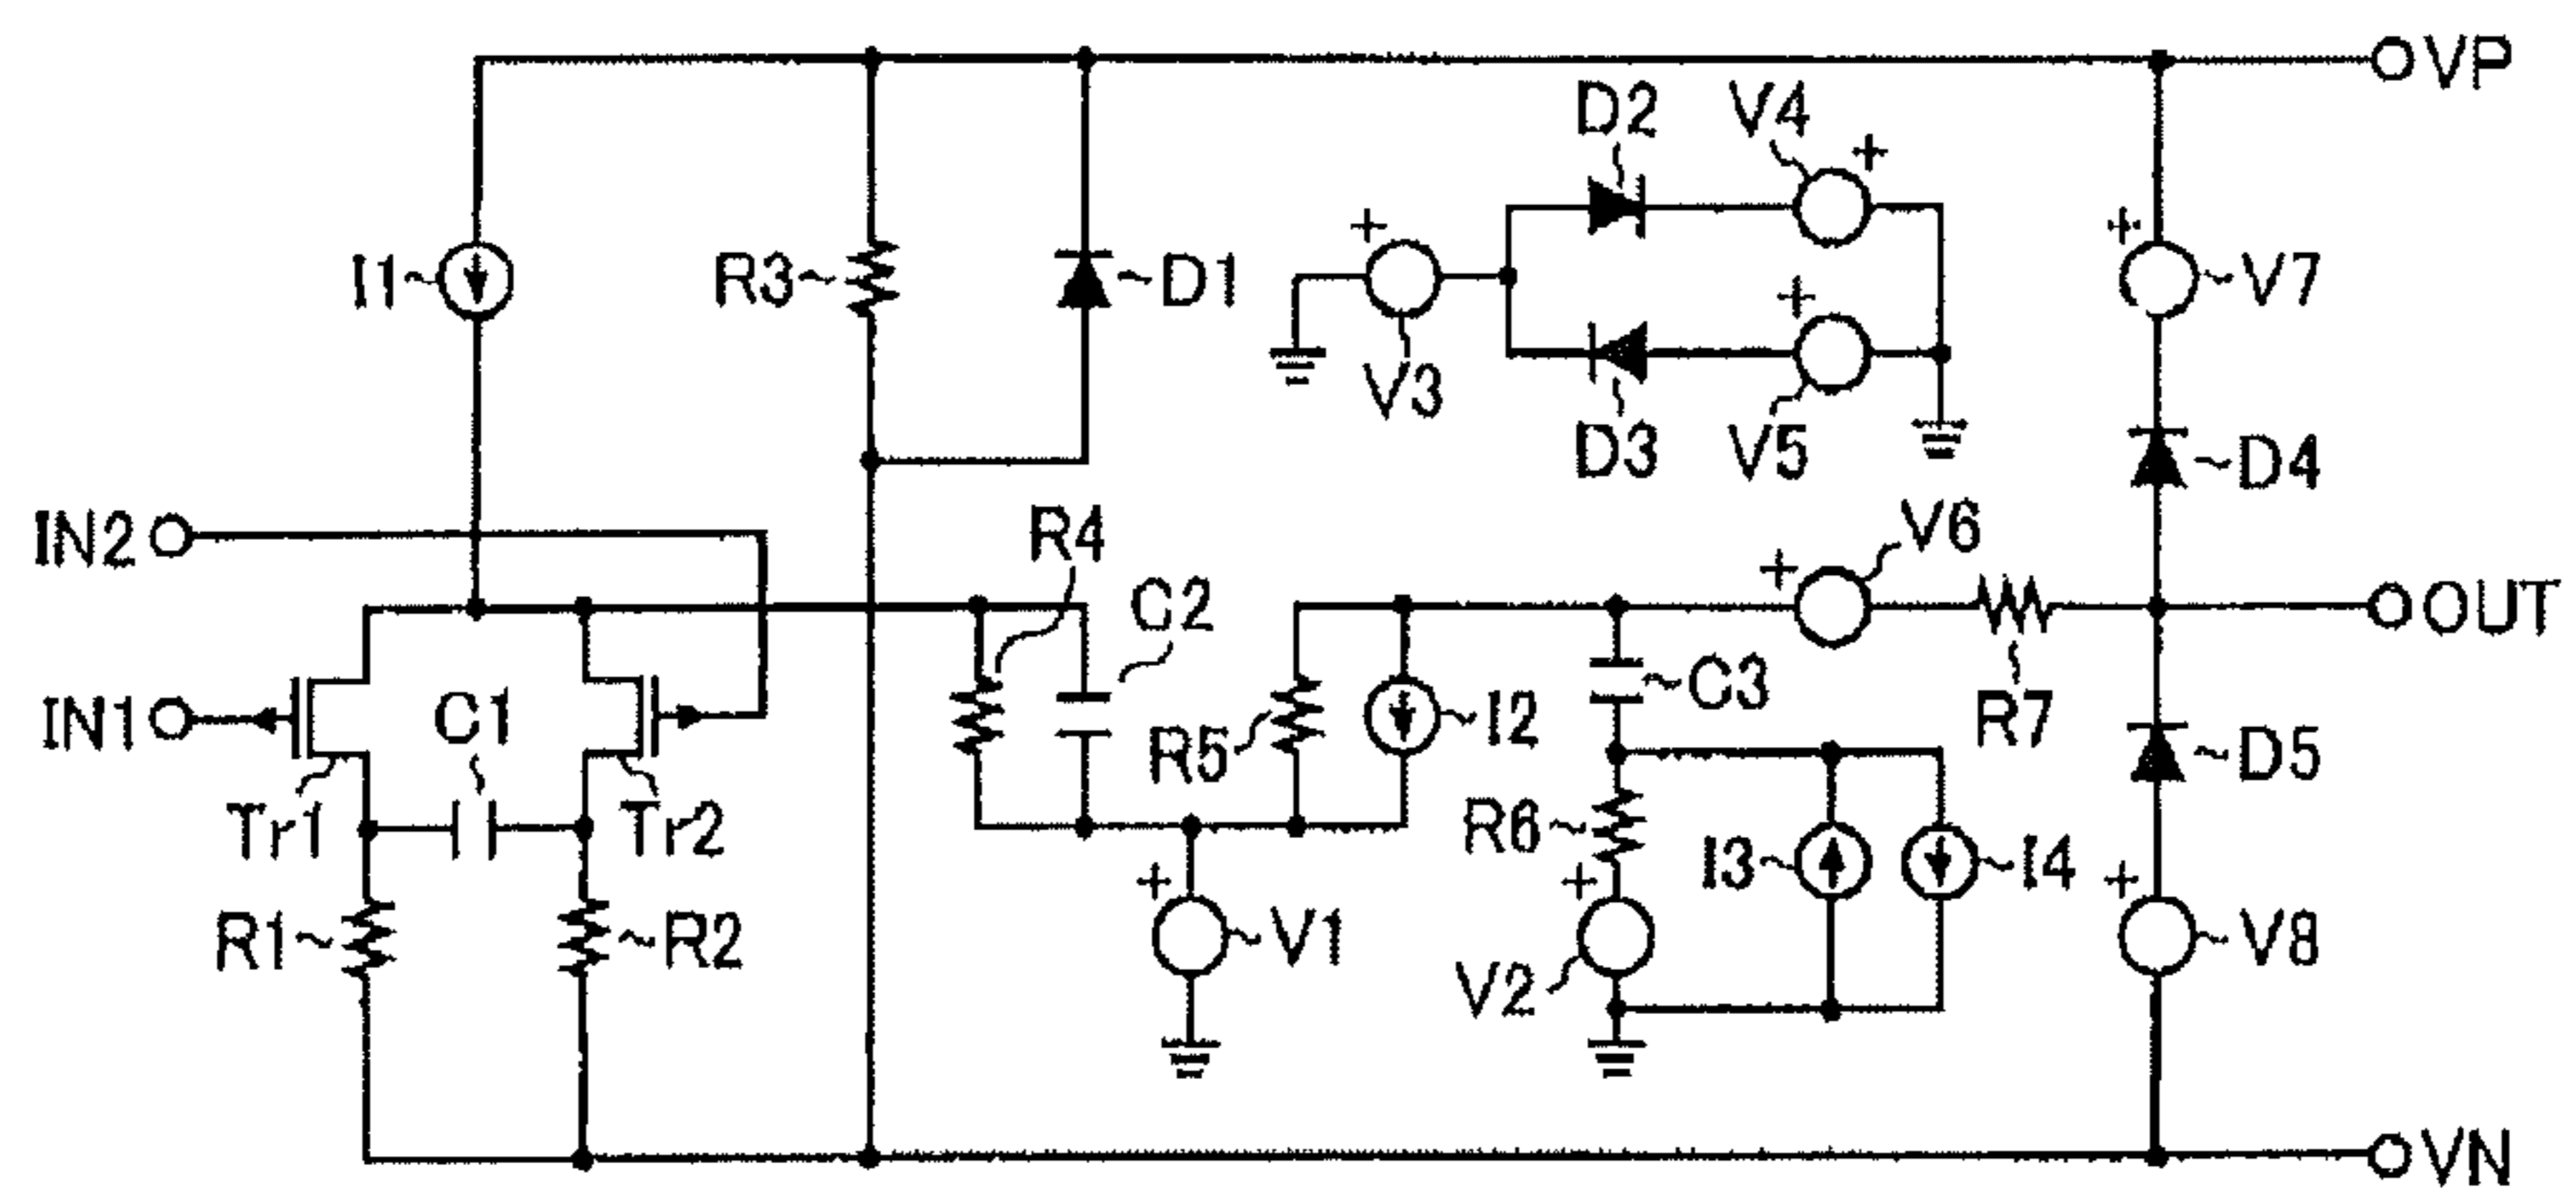 VP
D2
V4
I1
R3
D1
V7
V3
D3
V5
D4
IN2
R4
V6
C2
OUT
IN1
C1
R5
I2
C3
R7
D5
Tr1
Tr2
R6
I3
I4
R1
R2
V1
V2
V8
VN
+
+
+
+
+
+
+
+